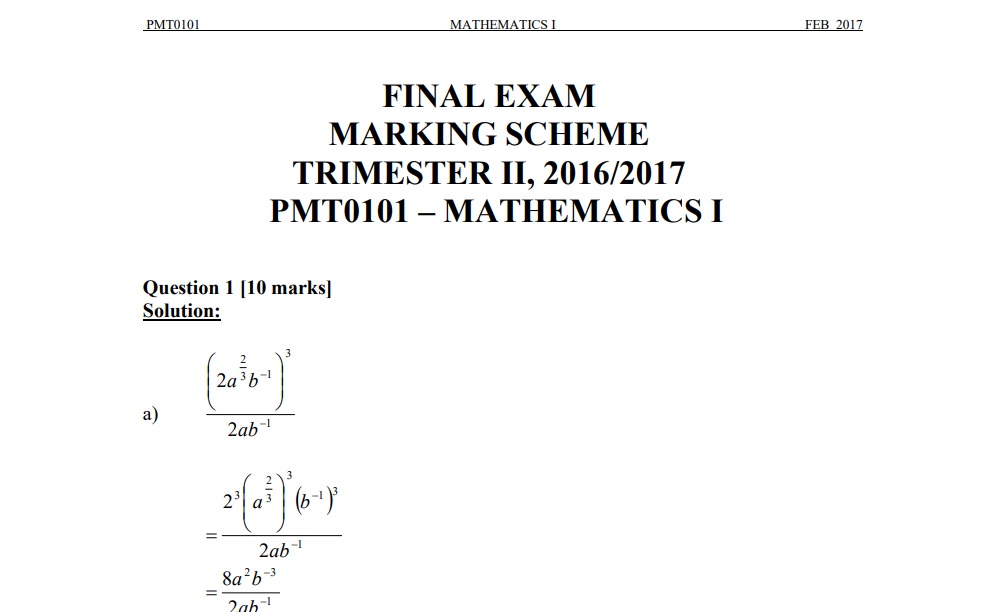 PMT0101 MATHEMATICS I FEB 2017
FINAL EXAM
MARKING SCHEME
TRIMESTER II, 2016/2017
PMT0101 – MATHEMATICS I
Question 1 [10 marks]
Solution:
a) \frac{\left(2a^{\frac{2}{3}}b^{-1}\right)^{3}}{2ab^{-1}}
= \frac{2^{3}\left(a^{\frac{2}{3}}\right)^{3}\left(b^{-1}\right)^{3}}{2ab^{-1}}
= \frac{8a^{2}b^{-3}}{2ab^{-1}}